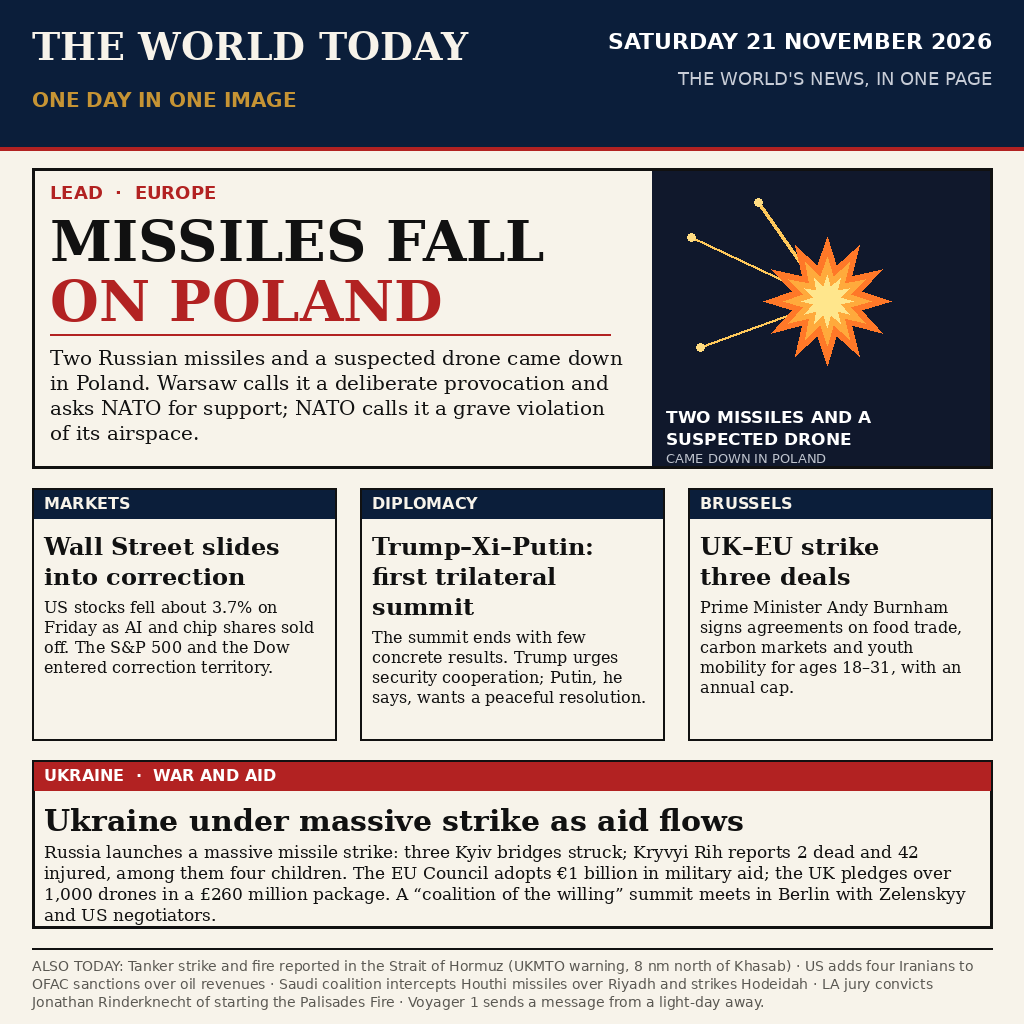 THE WORLD TODAY
ONE DAY IN ONE IMAGE
SATURDAY 21 NOVEMBER 2026
THE WORLD'S NEWS, IN ONE PAGE
LEAD · EUROPE
MISSILES FALL
ON POLAND
Two Russian missiles and a suspected drone came down
in Poland. Warsaw calls it a deliberate provocation and
asks NATO for support; NATO calls it a grave violation
of its airspace.
TWO MISSILES AND A
SUSPECTED DRONE
CAME DOWN IN POLAND
MARKETS
Wall Street slides
into correction
US stocks fell about 3.7% on
Friday as AI and chip shares sold
off. The S&P 500 and the Dow
entered correction territory.
DIPLOMACY
Trump–Xi–Putin:
first trilateral
summit
The summit ends with few
concrete results. Trump urges
security cooperation; Putin, he
says, wants a peaceful resolution.
BRUSSELS
UK–EU strike
three deals
Prime Minister Andy Burnham
signs agreements on food trade,
carbon markets and youth
mobility for ages 18–31, with an
annual cap.
UKRAINE · WAR AND AID
Ukraine under massive strike as aid flows
Russia launches a massive missile strike: three Kyiv bridges struck; Kryvyi Rih reports 2 dead and 42
injured, among them four children. The EU Council adopts €1 billion in military aid; the UK pledges over
1,000 drones in a £260 million package. A “coalition of the willing” summit meets in Berlin with Zelenskyy
and US negotiators.
ALSO TODAY: Tanker strike and fire reported in the Strait of Hormuz (UKMTO warning, 8 nm north of Khasab) · US adds four Iranians to
OFAC sanctions over oil revenues · Saudi coalition intercepts Houthi missiles over Riyadh and strikes Hodeidah · LA jury convicts
Jonathan Rinderknecht of starting the Palisades Fire · Voyager 1 sends a message from a light-day away.